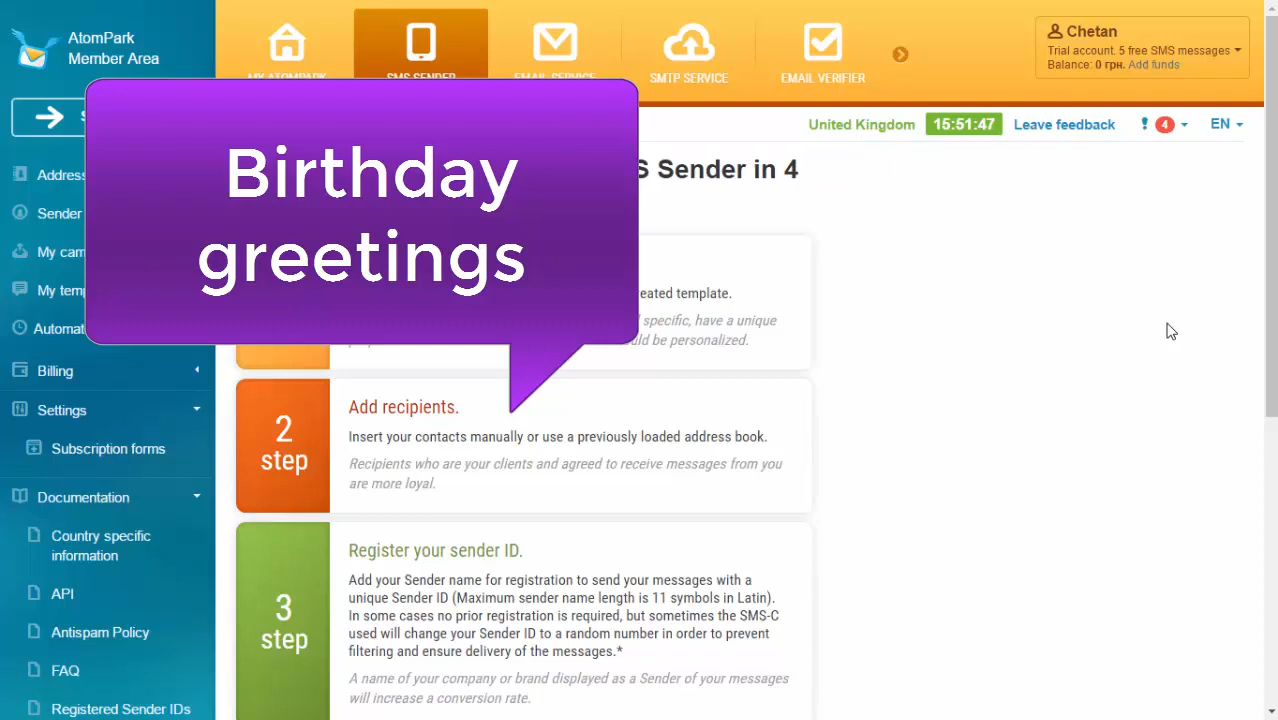 AtomPark
Member Area
MY ATOMPARK
SMS SENDER
EMAIL SERVICE
SMTP SERVICE
EMAIL VERIFIER
Chetan
Trial account. 5 free SMS messages
Balance: 0 грн. Add funds
United Kingdom 15:51:47 Leave feedback 4 EN
S Sender in 4
Birthday
greetings
Address
Sender
My cam
My temp
Automat
Billing
Settings
Subscription forms
Documentation
Country specific
information
API
Antispam Policy
FAQ
Registered Sender IDs
eated template.
specific, have a unique
uld be personalized.
2
step
Add recipients.
Insert your contacts manually or use a previously loaded address book.
Recipients who are your clients and agreed to receive messages from you
are more loyal.
3
step
Register your sender ID.
Add your Sender name for registration to send your messages with a
unique Sender ID (Maximum sender name length is 11 symbols in Latin).
In some cases no prior registration is required, but sometimes the SMS-C
used will change your Sender ID to a random number in order to prevent
filtering and ensure delivery of the messages.*
A name of your company or brand displayed as a Sender of your messages
will increase a conversion rate.